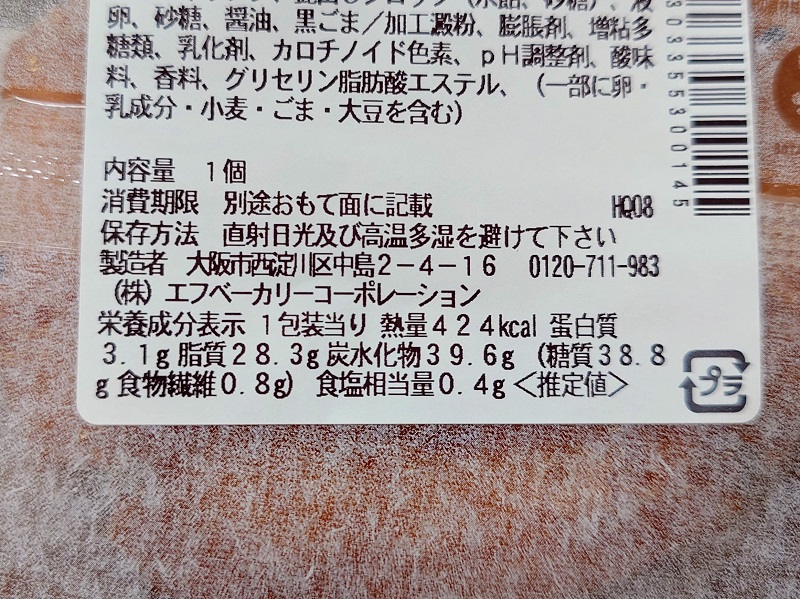 卵、砂糖、醤油、黒ごま/加工澱粉、膨脹剤、増粘多
糖類、乳化剤、カロチノイド色素、pH調整剤、酸味
料、香料、グリセリン脂肪酸エステル、（一部に卵・
乳成分・小麦・ごま・大豆を含む）
内容量 1個
消費期限 別途おもて面に記載 HQ08
保存方法 直射日光及び高温多湿を避けて下さい
製造者 大阪市西淀川区中島2-4-16 0120-711-983
（株）エフベーカリーコーポレーション
栄養成分表示 1包装当り 熱量424kcal 蛋白質
3.1g 脂質28.3g 炭水化物39.6g （糖質38.8
g 食物繊維0.8g） 食塩相当量0.4g <推定値>
プラ
3035530014 5